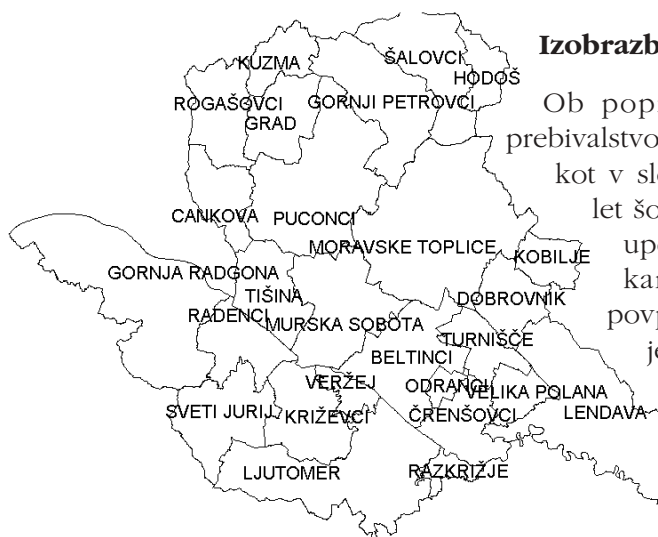 Izobrazb
Ob pop
prebivalstvo
kot v sl
let šo
up
ka
povp
je
ŠALOVCI
KUZMA
HODOŠ
ROGAŠOVCI
GORNJI PETROVCI
GRAD
CANKOVA
PUCONCI
MORAVSKE TOPLICE
KOBILJE
GORNJA RADGONA
TIŠINA
DOBROVNIK
RADENCI
MURSKA SOBOTA
TURNIŠČE
BELTINCI
VERŽEJ
ODRANCI
VELIKA POLANA
SVETI JURIJ
KRIŽEVCI
ČRENŠOVCI
LENDAVA
LJUTOMER
RAZKRIŽJE